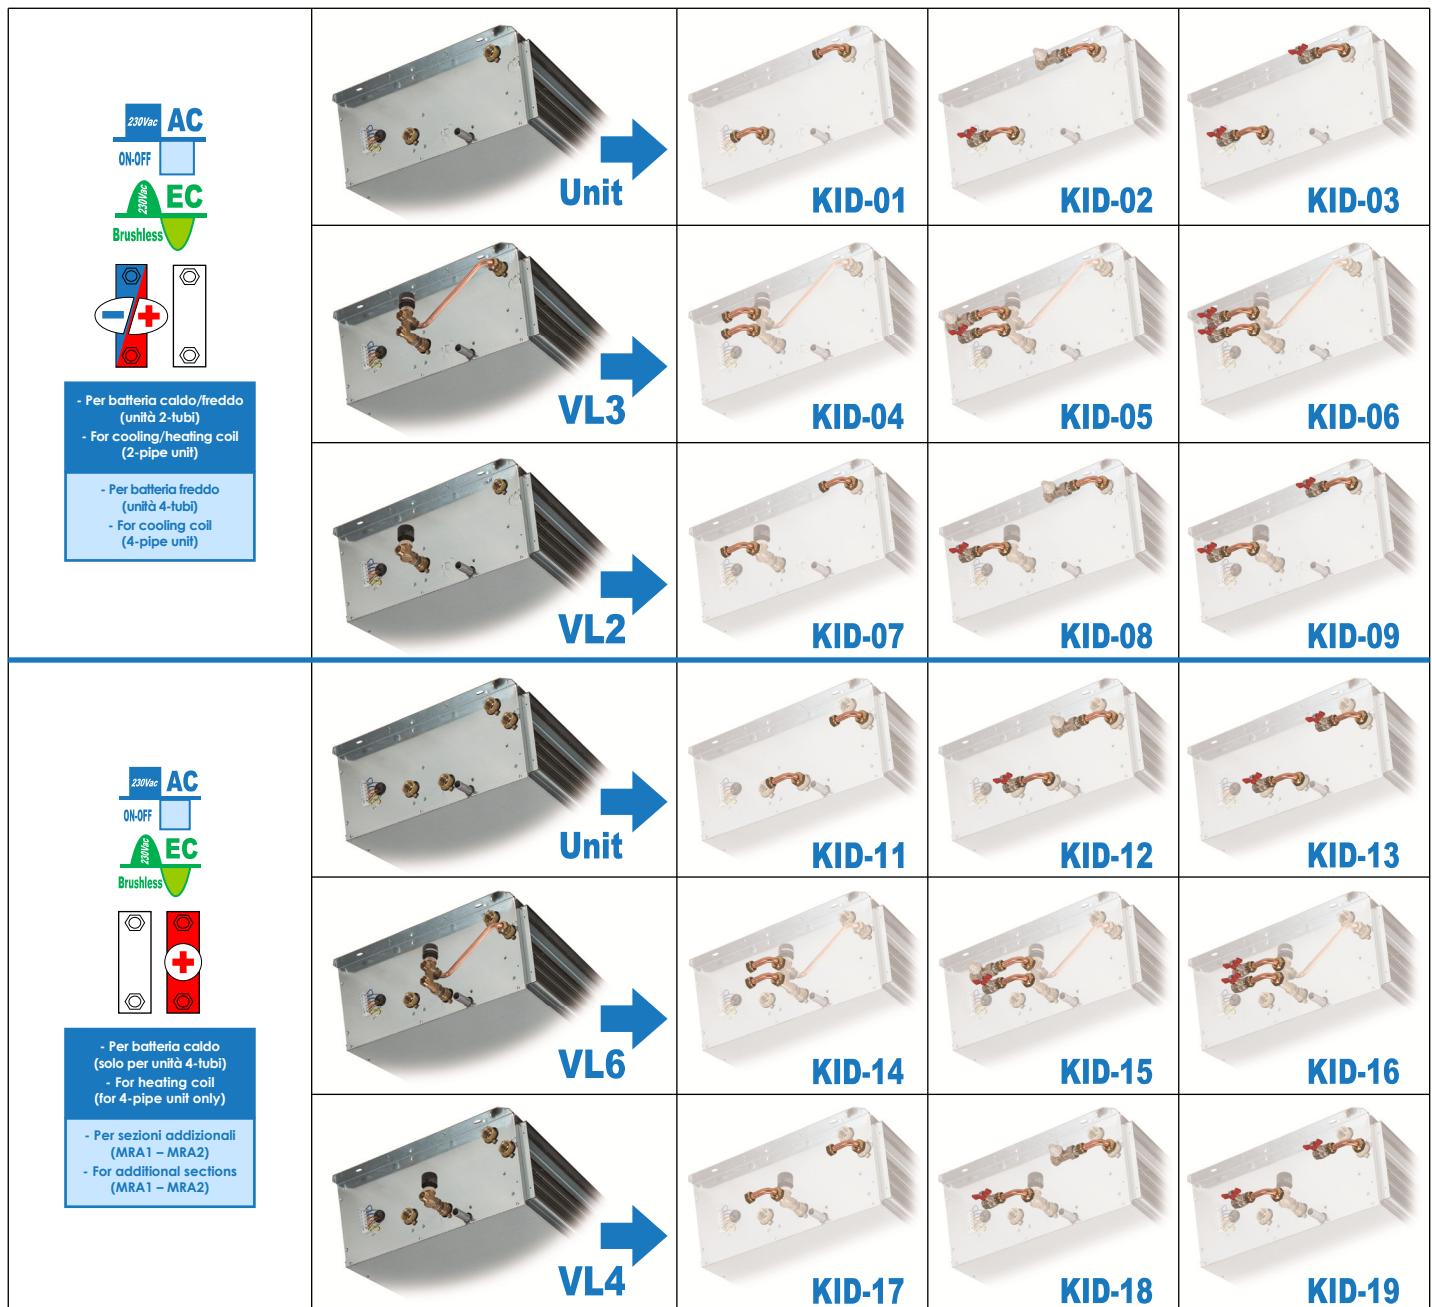 230Vac AC
ON-OFF
230Vac EC
Brushless
- Per batteria caldo/freddo
(unità 2-tubi)
- For cooling/heating coil
(2-pipe unit)
- Per batteria freddo
(unità 4-tubi)
- For cooling coil
(4-pipe unit)
Unit KID-01 KID-02 KID-03
VL3 KID-04 KID-05 KID-06
VL2 KID-07 KID-08 KID-09
230Vac AC
ON-OFF
230Vac EC
Brushless
- Per batteria caldo
(solo per unità 4-tubi)
- For heating coil
(for 4-pipe unit only)
- Per sezioni addizionali
(MRA1 – MRA2)
- For additional sections
(MRA1 – MRA2)
Unit KID-11 KID-12 KID-13
VL6 KID-14 KID-15 KID-16
VL4 KID-17 KID-18 KID-19